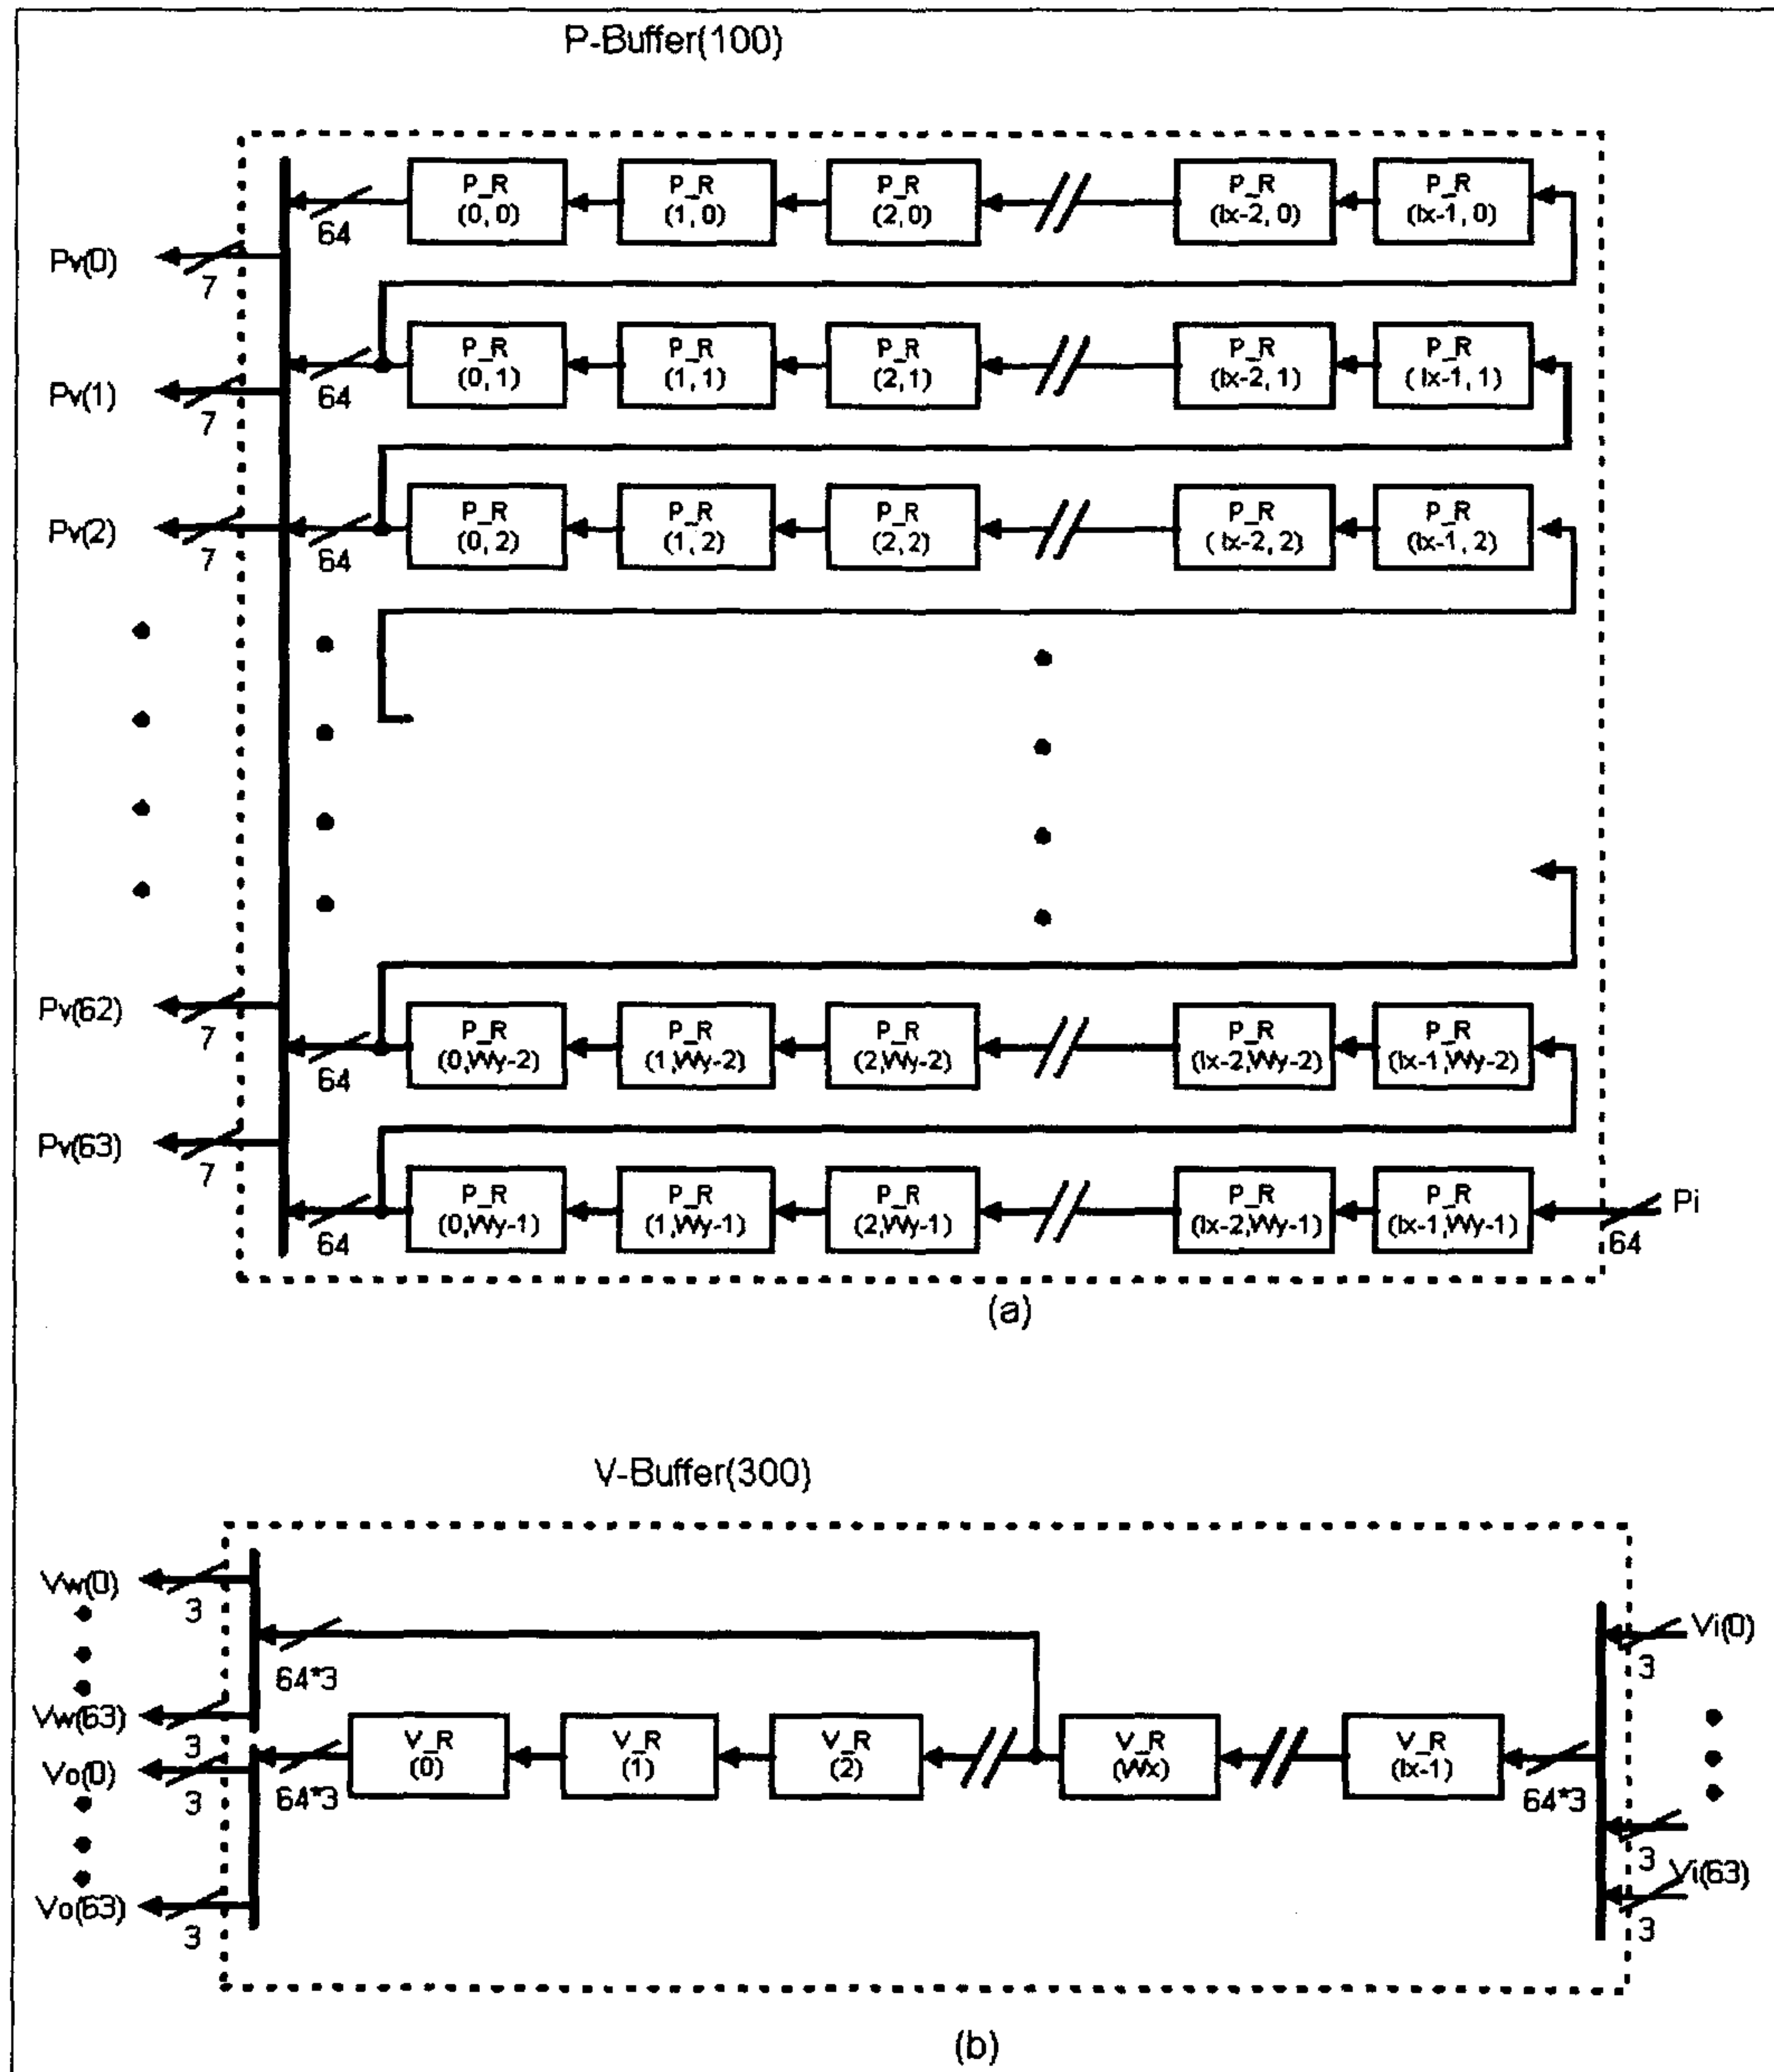 P-Buffer(100)
P_R P_R P_R P_R P_R
(0, 0) (1, 0) (2, 0) (Ix-2, 0) (Ix-1, 0)
64
Pv(0)
7
P_R P_R P_R P_R P_R
(0, 1) (1, 1) (2, 1) (Ix-2, 1) (Ix-1, 1)
Pv(1) 64
7
P_R P_R P_R P_R P_R
Pv(2) (0, 2) (1, 2) (2, 2) (Ix-2, 2) (Ix-1, 2)
7 64
Pv(62)
7
P_R P_R P_R P_R P_R
(0,Wy-2) (1,Wy-2) (2,Wy-2) (Ix-2,Wy-2) (Ix-1,Wy-2)
64
Pv(63)
7
P_R P_R P_R P_R P_R Pi
(0,Wy-1) (1,Wy-1) (2,Wy-1) (Ix-2,Wy-1) (Ix-1,Wy-1)
64 64
(a)
V-Buffer(300)
Vw(0)
3
Vi(0)
64*3 3
Vw(63)
3
V_R V_R V_R V_R V_R
Vo(0) (0) (1) (2) (Wx) (Ix-1)
3 64*3 64*3
3
Vi(63)
Vo(63)
3 3
(b)